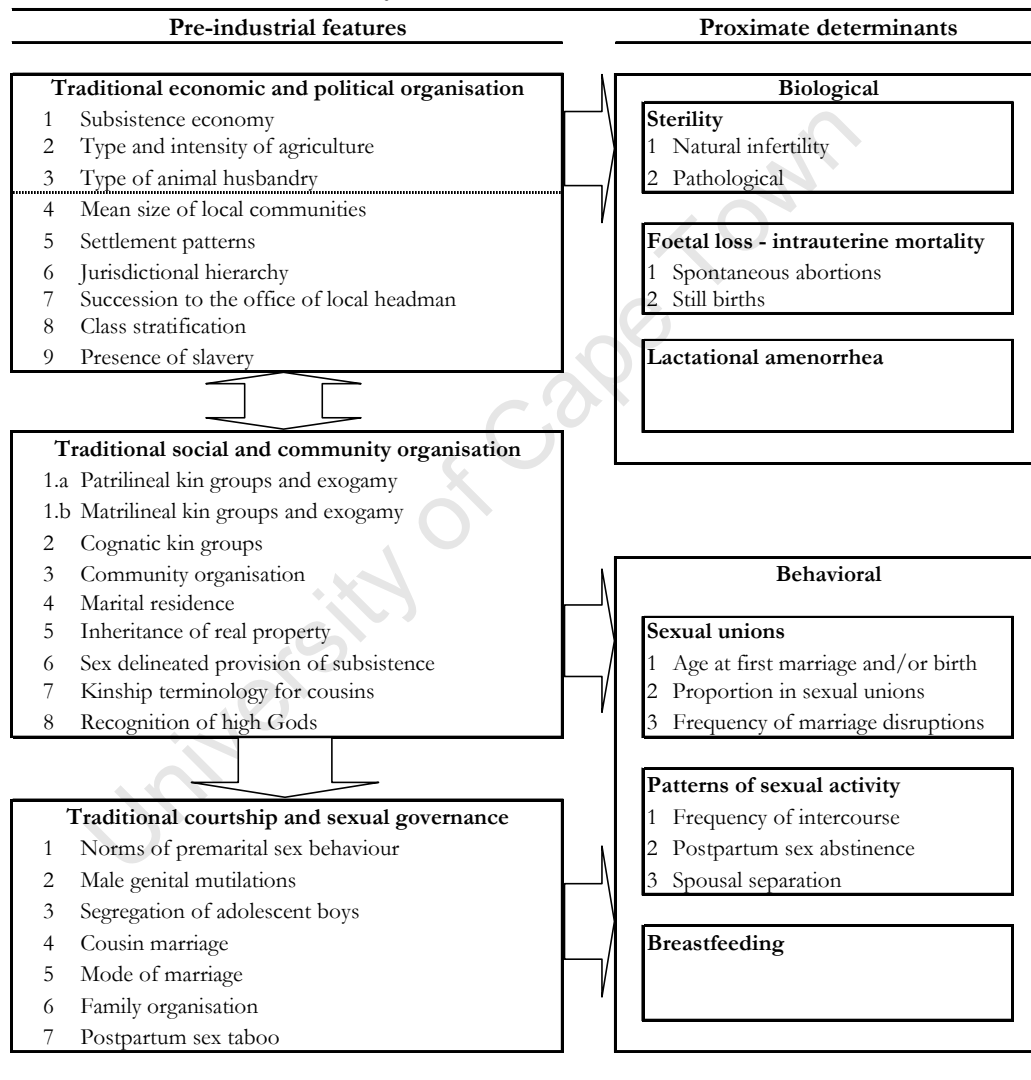 Pre-industrial features
Proximate determinants
Traditional economic and political organisation
1 Subsistence economy
2 Type and intensity of agriculture
3 Type of animal husbandry
4 Mean size of local communities
5 Settlement patterns
6 Jurisdictional hierarchy
7 Succession to the office of local headman
8 Class stratification
9 Presence of slavery
Traditional social and community organisation
1.a Patrilineal kin groups and exogamy
1.b Matrilineal kin groups and exogamy
2 Cognatic kin groups
3 Community organisation
4 Marital residence
5 Inheritance of real property
6 Sex delineated provision of subsistence
7 Kinship terminology for cousins
8 Recognition of high Gods
Traditional courtship and sexual governance
1 Norms of premarital sex behaviour
2 Male genital mutilations
3 Segregation of adolescent boys
4 Cousin marriage
5 Mode of marriage
6 Family organisation
7 Postpartum sex taboo
Biological
Sterility
1 Natural infertility
2 Pathological
Foetal loss - intrauterine mortality
1 Spontaneous abortions
2 Still births
Lactational amenorrhea
Behavioral
Sexual unions
1 Age at first marriage and/or birth
2 Proportion in sexual unions
3 Frequency of marriage disruptions
Patterns of sexual activity
1 Frequency of intercourse
2 Postpartum sex abstinence
3 Spousal separation
Breastfeeding
University of Cape Town